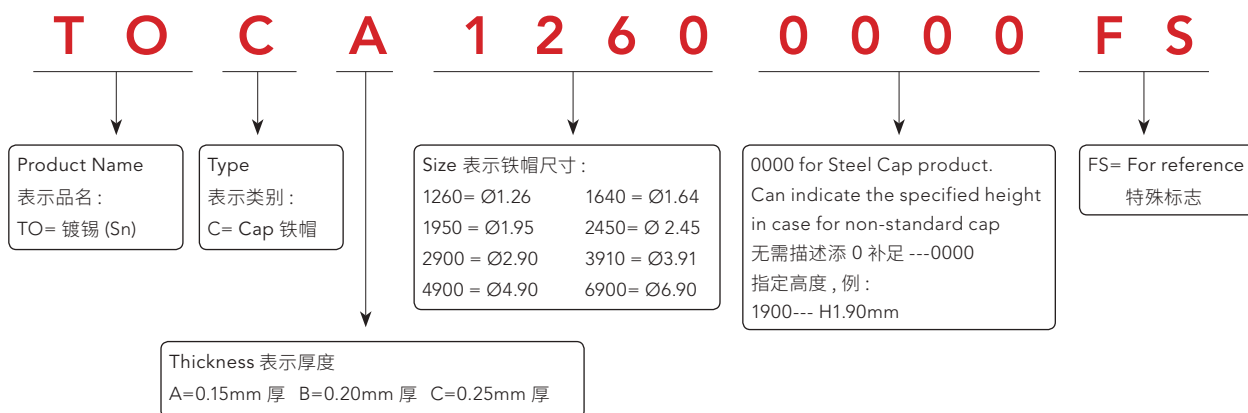 T O C A 1 2 6 0 0 0 0 0 F S
Product Name
表示品名 :
TO= 镀锡 (Sn)
Type
表示类别 :
C= Cap 铁帽
Size 表示铁帽尺寸 :
1260= Ø1.26 1640 = Ø1.64
1950 = Ø1.95 2450= Ø 2.45
2900 = Ø2.90 3910 = Ø3.91
4900 = Ø4.90 6900= Ø6.90
0000 for Steel Cap product.
Can indicate the specified height
in case for non-standard cap
无需描述添 0 补足 ---0000
指定高度 , 例 :
1900--- H1.90mm
FS= For reference
特殊标志
Thickness 表示厚度
A=0.15mm 厚 B=0.20mm 厚 C=0.25mm 厚